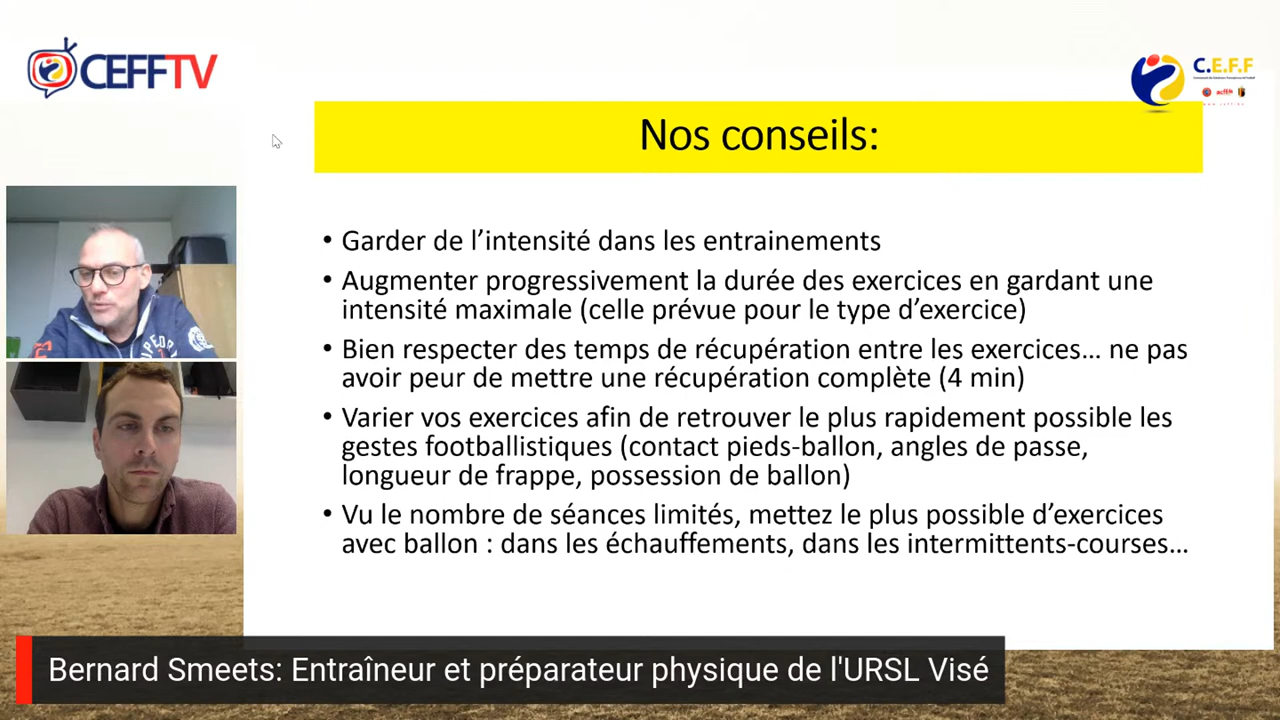 CEFFTV
C.E.F.F
Nos conseils:
• Garder de l’intensité dans les entrainements
• Augmenter progressivement la durée des exercices en gardant une
intensité maximale (celle prévue pour le type d’exercice)
• Bien respecter des temps de récupération entre les exercices… ne pas
avoir peur de mettre une récupération complète (4 min)
• Varier vos exercices afin de retrouver le plus rapidement possible les
gestes footballistiques (contact pieds-ballon, angles de passe,
longueur de frappe, possession de ballon)
• Vu le nombre de séances limités, mettez le plus possible d’exercices
avec ballon : dans les échauffements, dans les intermittents-courses…
Bernard Smeets: Entraîneur et préparateur physique de l'URSL Visé